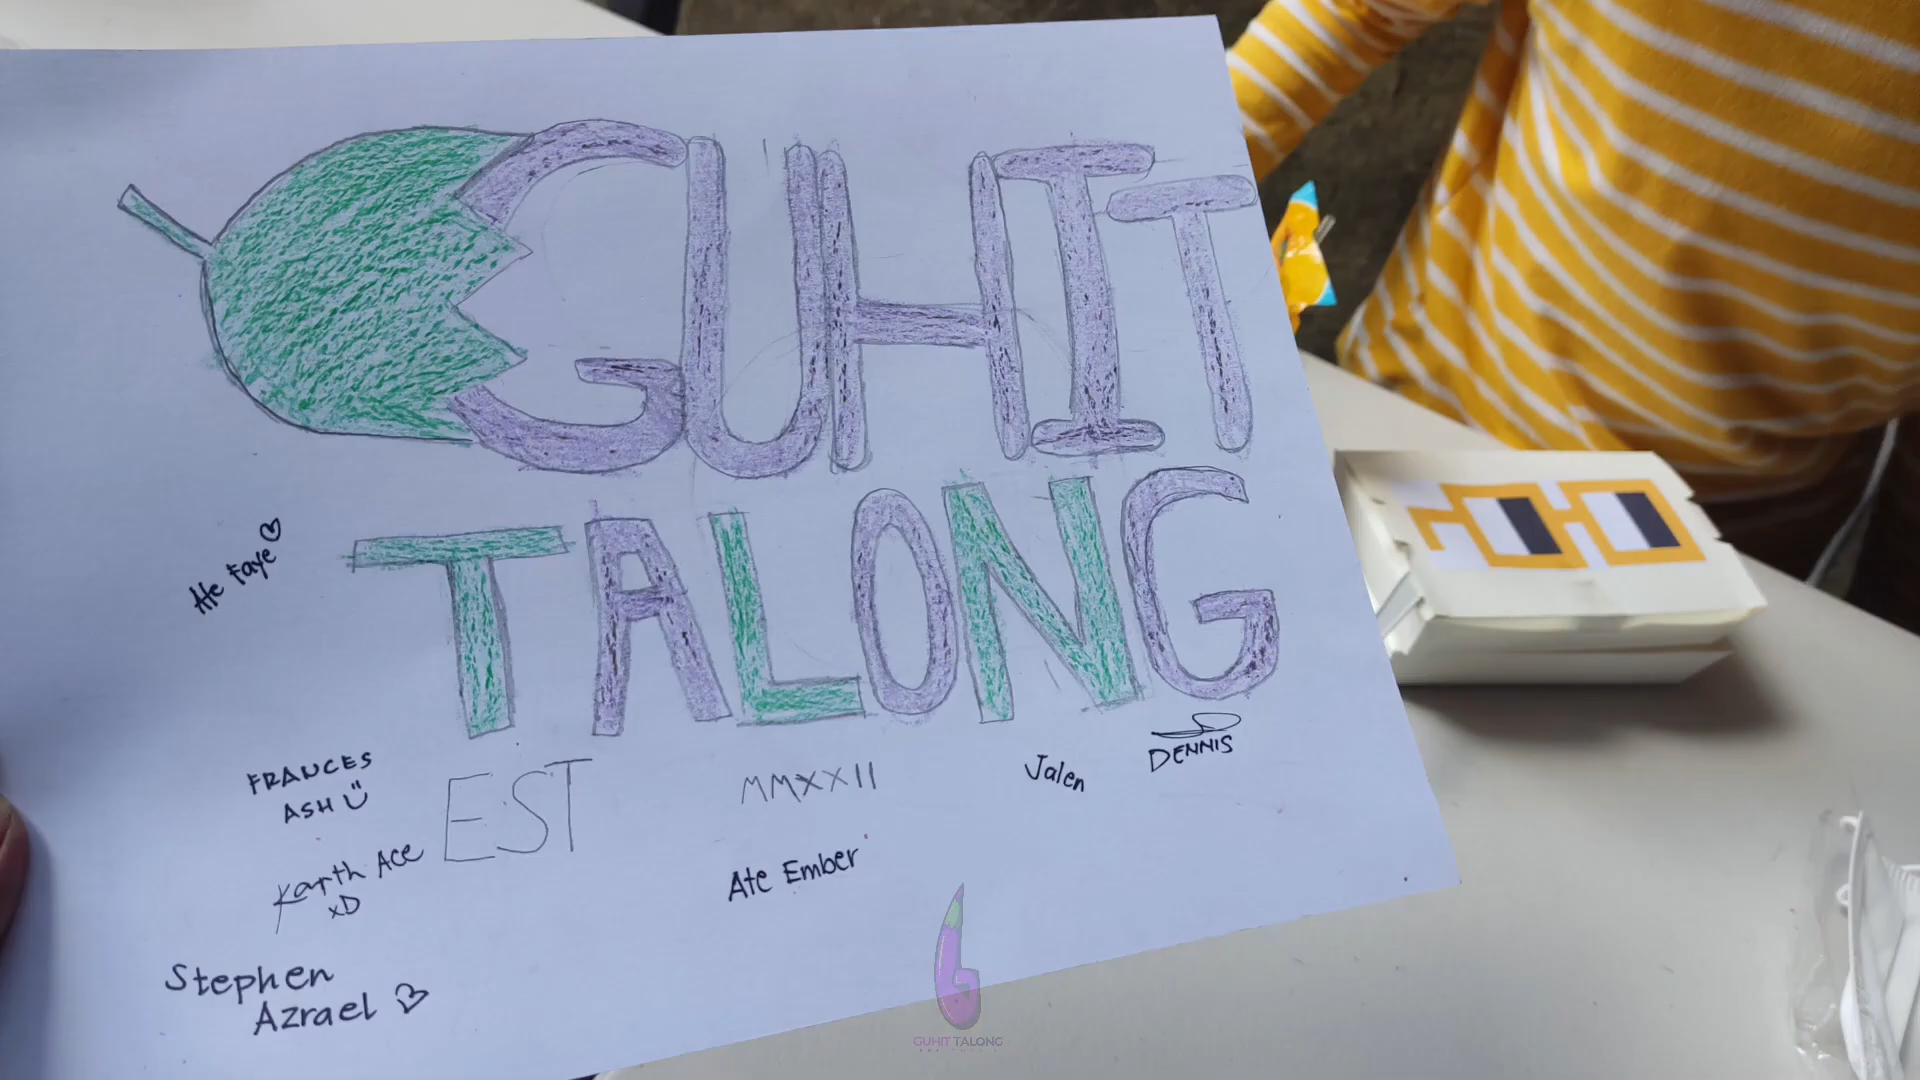 GUHIT
TALONG
Ate Faye
FRANCES
ASH
EST
MMXXII
Jalen
DENNIS
Karth Ace
xD
Ate Ember
Stephen
Azrael
GUHIT TALONG